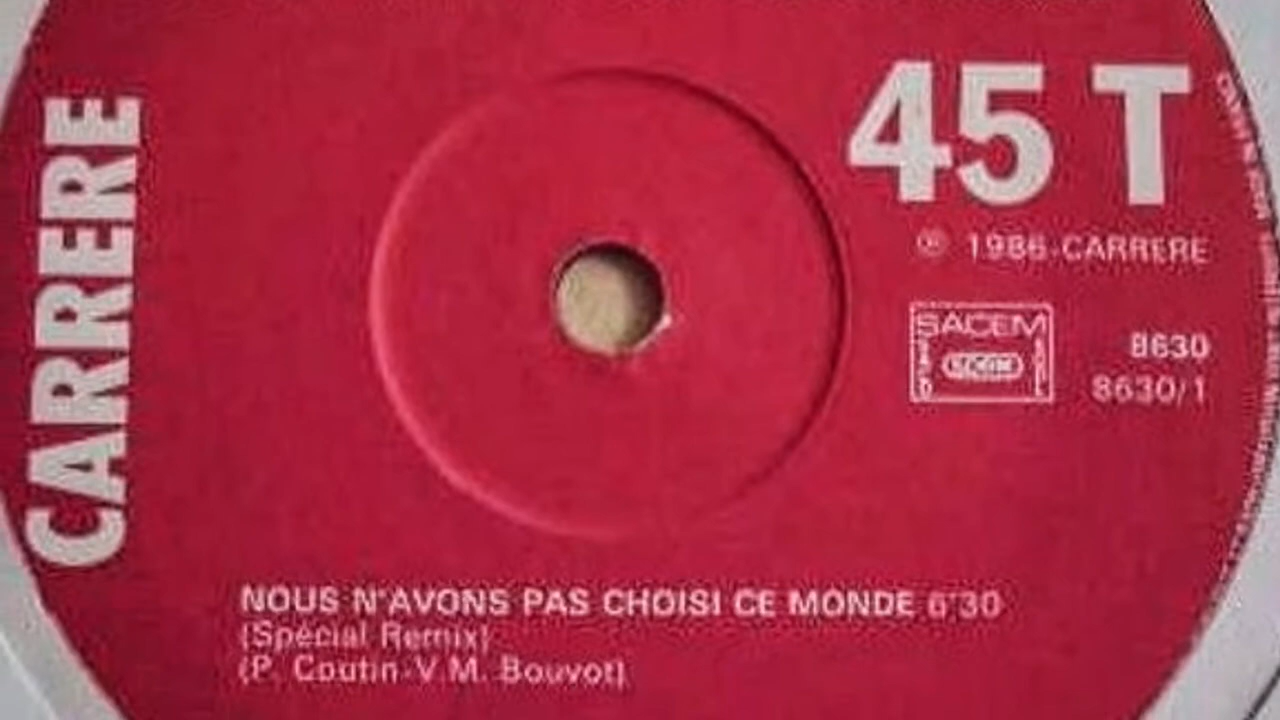 CARRERE
45 T
℗ 1986-CARRERE
SACEM
8630
8630/1
NOUS N'AVONS PAS CHOISI CE MONDE 6'30
(Spécial Remix)
(P. Coutin-V.M. Bouvot)